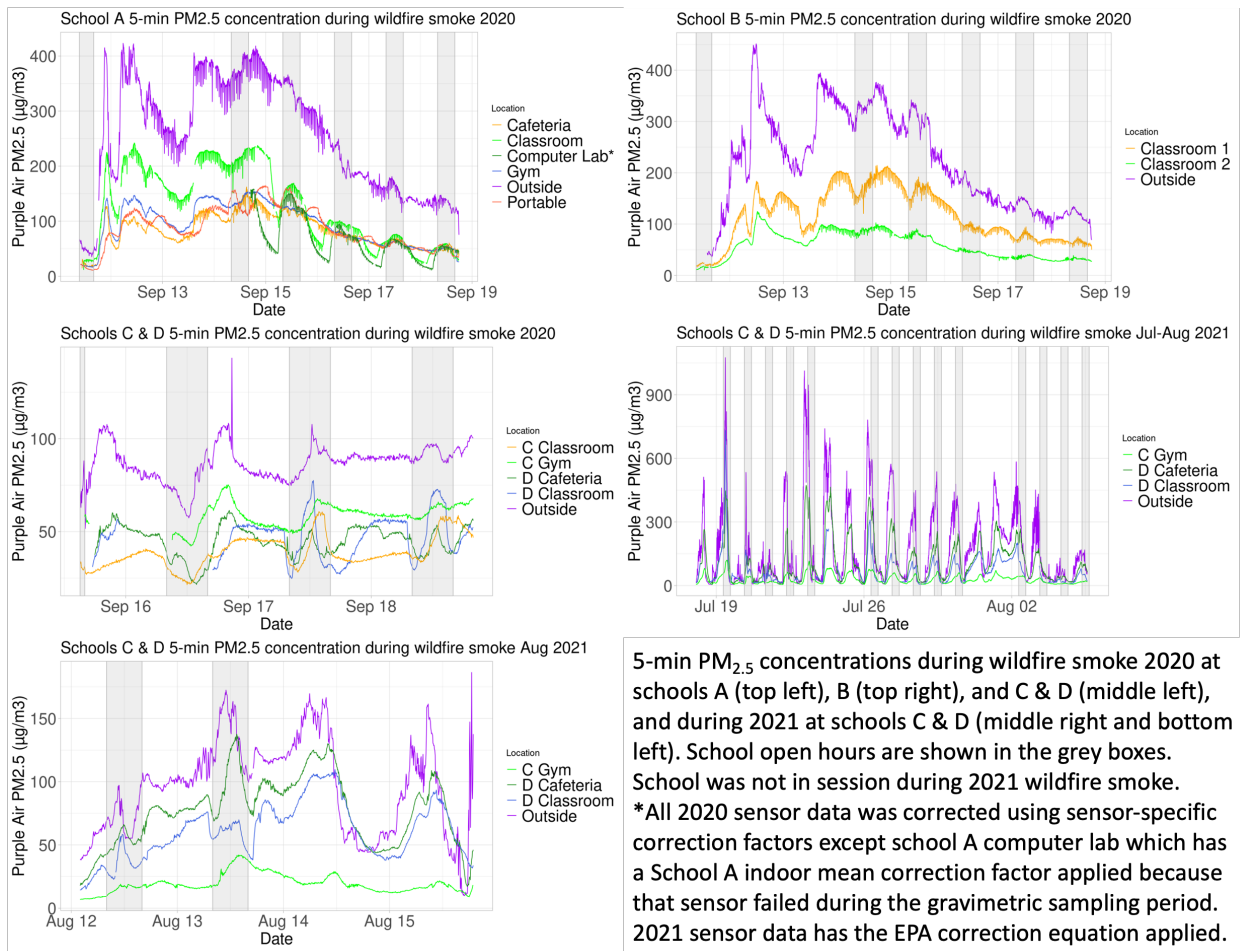 School A 5-min PM2.5 concentration during wildfire smoke 2020
Purple Air PM2.5 (µg/m3)
400
300
200
100
0
Sep 13
Sep 15
Sep 17
Sep 19
Date
Location
Cafeteria
Classroom
Computer Lab*
Gym
Outside
Portable
School B 5-min PM2.5 concentration during wildfire smoke 2020
Purple Air PM2.5 (µg/m3)
400
300
200
100
0
Sep 13
Sep 15
Sep 17
Sep 19
Date
Location
Classroom 1
Classroom 2
Outside
Schools C & D 5-min PM2.5 concentration during wildfire smoke 2020
Purple Air PM2.5 (µg/m3)
100
50
Sep 16
Sep 17
Sep 18
Date
Location
C Classroom
C Gym
D Cafeteria
D Classroom
Outside
Schools C & D 5-min PM2.5 concentration during wildfire smoke Jul-Aug 2021
Purple Air PM2.5 (µg/m3)
900
600
300
0
Jul 19
Jul 26
Aug 02
Date
Location
C Gym
D Cafeteria
D Classroom
Outside
Schools C & D 5-min PM2.5 concentration during wildfire smoke Aug 2021
Purple Air PM2.5 (µg/m3)
150
100
50
0
Aug 12
Aug 13
Aug 14
Aug 15
Date
Location
C Gym
D Cafeteria
D Classroom
Outside
5-min PM2.5 concentrations during wildfire smoke 2020 at
schools A (top left), B (top right), and C & D (middle left),
and during 2021 at schools C & D (middle right and bottom
left). School open hours are shown in the grey boxes.
School was not in session during 2021 wildfire smoke.
*All 2020 sensor data was corrected using sensor-specific
correction factors except school A computer lab which has
a School A indoor mean correction factor applied because
that sensor failed during the gravimetric sampling period.
2021 sensor data has the EPA correction equation applied.